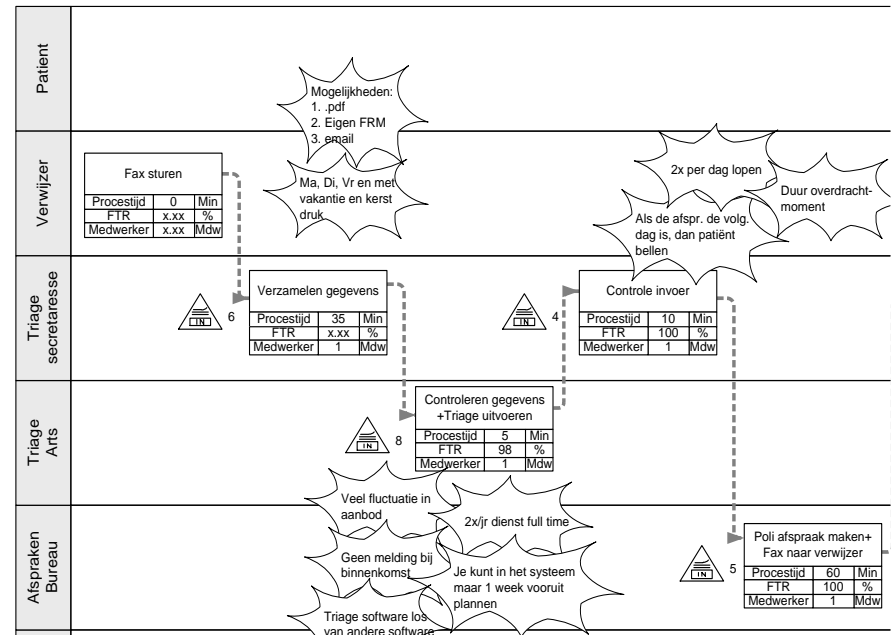 Patient
Mogelijkheden:
1. .pdf
2. Eigen FRM
3. email
Verwijzer
Fax sturen
Procestijd 0 Min
FTR x.xx %
Medwerker x.xx Mdw
Ma, Di, Vr en met
vakantie en kerst
druk
2x per dag lopen
Duur overdracht-
moment
Als de afspr. de volg.
dag is, dan patiënt
bellen
Triage
secretaresse
IN
6
Verzamelen gegevens
Procestijd 35 Min
FTR x.xx %
Medwerker 1 Mdw
IN
4
Controle invoer
Procestijd 10 Min
FTR 100 %
Medwerker 1 Mdw
Triage
Arts
IN
8
Controleren gegevens
+Triage uitvoeren
Procestijd 5 Min
FTR 98 %
Medwerker 1 Mdw
Veel fluctuatie in
aanbod
2x/jr dienst full time
Afspraken
Bureau
Geen melding bij
binnenkomst
Je kunt in het systeem
maar 1 week vooruit
plannen
Triage software los
van andere software
IN
5
Poli afspraak maken+
Fax naar verwijzer
Procestijd 60 Min
FTR 100 %
Medwerker 1 Mdw